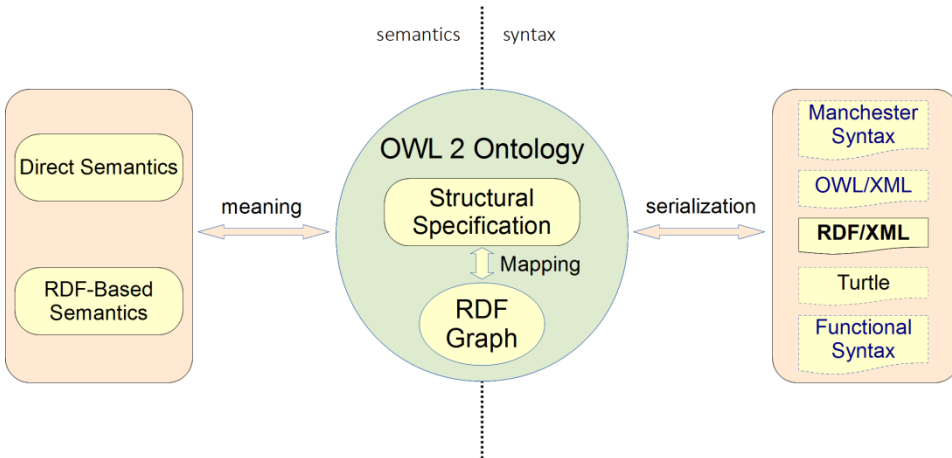 semantics
syntax
Direct Semantics
RDF-Based
Semantics
meaning
OWL 2 Ontology
Structural
Specification
Mapping
RDF
Graph
serialization
Manchester
Syntax
OWL/XML
RDF/XML
Turtle
Functional
Syntax